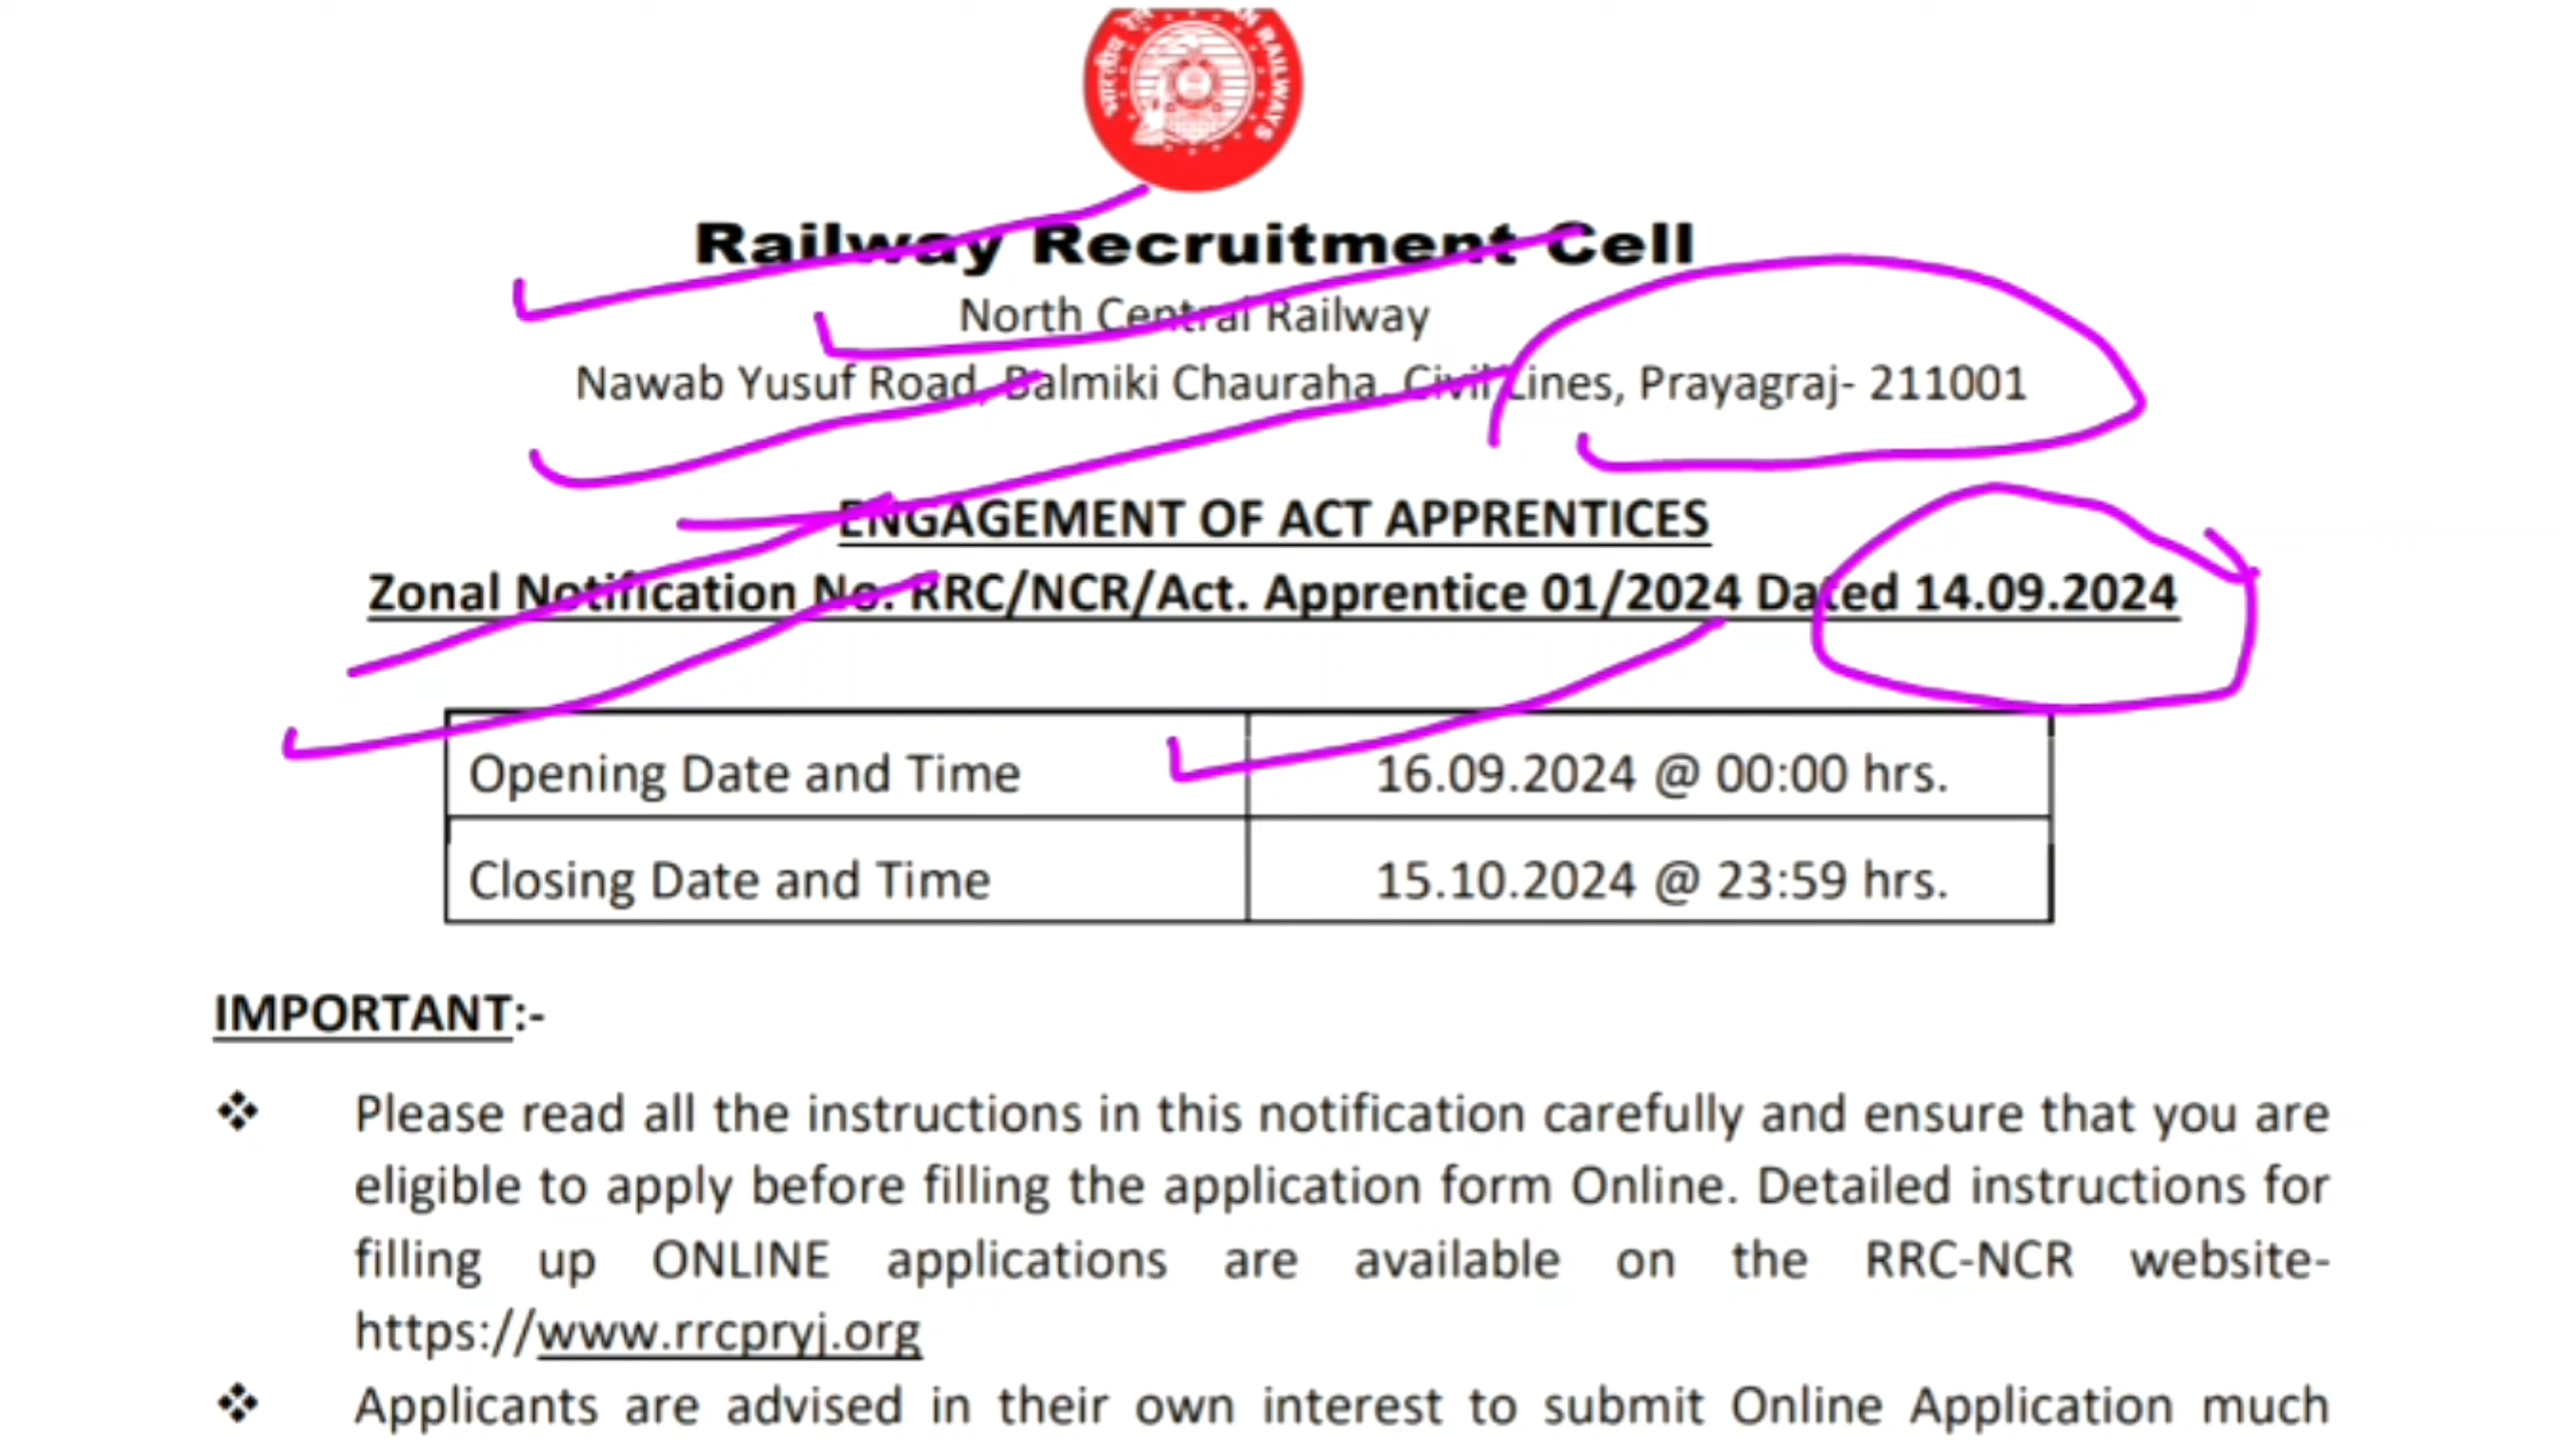 भारतीय रेल RAILWAYS
Railway Recruitment Cell
North Central Railway
Nawab Yusuf Road, Balmiki Chauraha, Civil Lines, Prayagraj- 211001
ENGAGEMENT OF ACT APPRENTICES
Zonal Notification No. RRC/NCR/Act. Apprentice 01/2024 Dated 14.09.2024
Opening Date and Time 16.09.2024 @ 00:00 hrs.
Closing Date and Time 15.10.2024 @ 23:59 hrs.
IMPORTANT:-
❖ Please read all the instructions in this notification carefully and ensure that you are
eligible to apply before filling the application form Online. Detailed instructions for
filling up ONLINE applications are available on the RRC-NCR website-
https://www.rrcpryj.org
❖ Applicants are advised in their own interest to submit Online Application much